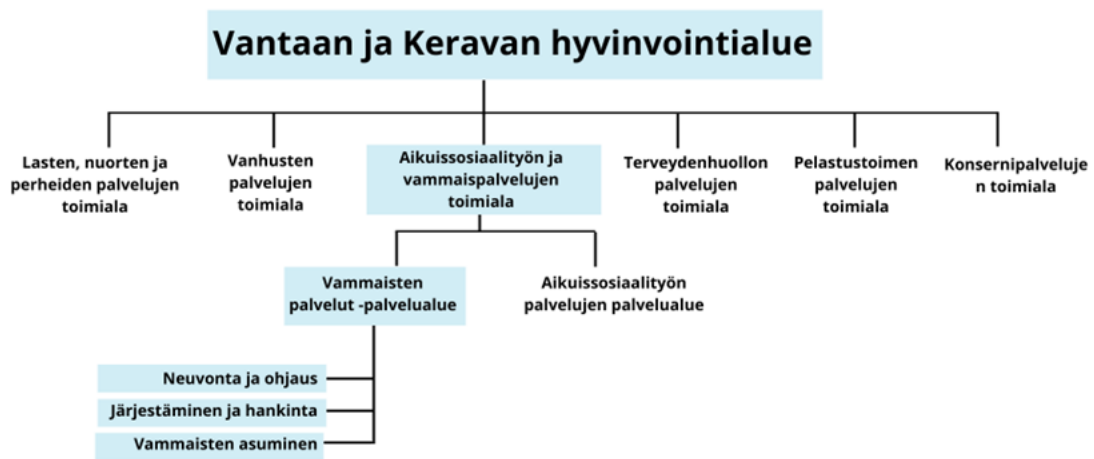 Vantaan ja Keravan hyvinvointialue
Lasten, nuorten ja
perheiden palvelujen
toimiala
Vanhusten
palvelujen
toimiala
Aikuissosiaalityön ja
vammaispalvelujen
toimiala
Terveydenhuollon
palvelujen
toimiala
Pelastustoimen
palvelujen
toimiala
Konsernipalveluje
n toimiala
Vammaisten
palvelut -palvelualue
Aikuissosiaalityön
palvelujen palvelualue
Neuvonta ja ohjaus
Järjestäminen ja hankinta
Vammaisten asuminen